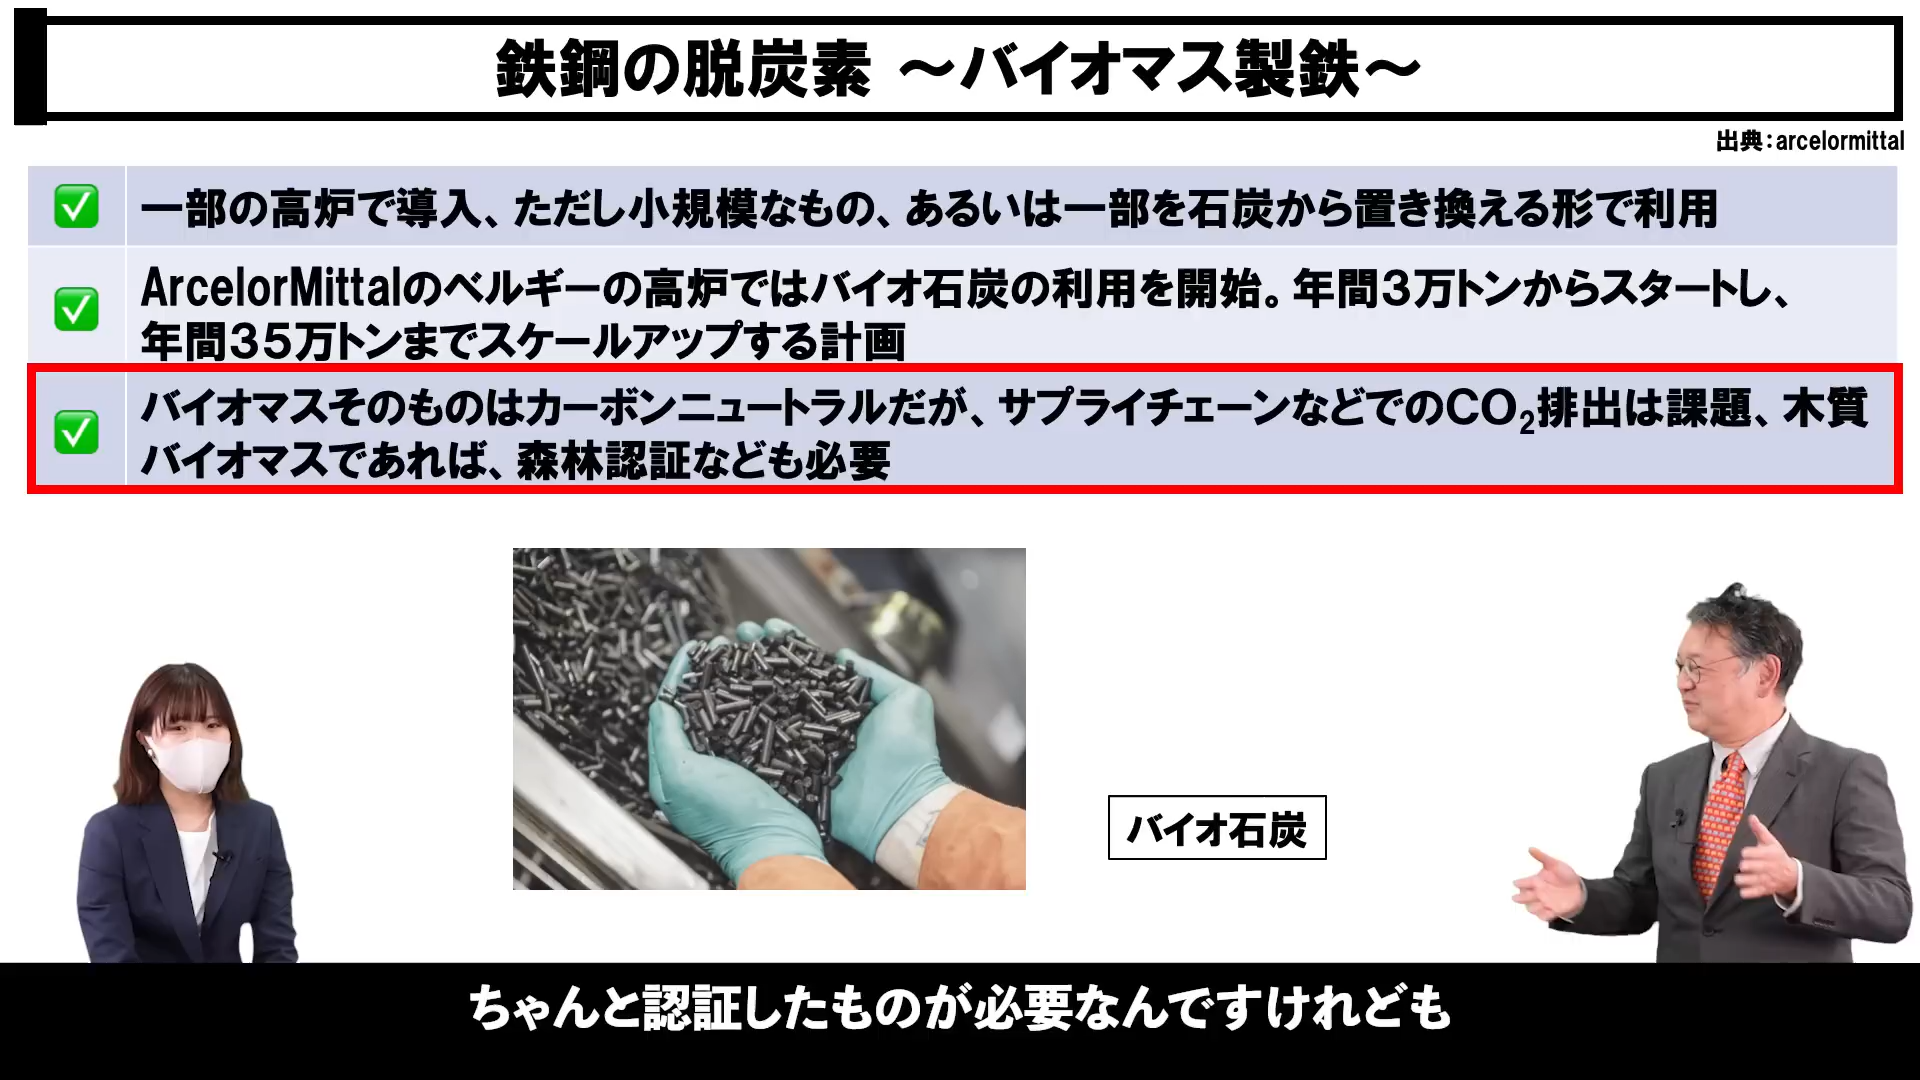 鉄鋼の脱炭素 ～バイオマス製鉄～
出典：arcelormittal
一部の高炉で導入、ただし小規模なもの、あるいは一部を石炭から置き換える形で利用
ArcelorMittalのベルギーの高炉ではバイオ石炭の利用を開始。年間３万トンからスタートし、
年間３５万トンまでスケールアップする計画
バイオマスそのものはカーボンニュートラルだが、サプライチェーンなどでのCO₂排出は課題、木質
バイオマスであれば、森林認証なども必要
バイオ石炭
ちゃんと認証したものが必要なんですけれども